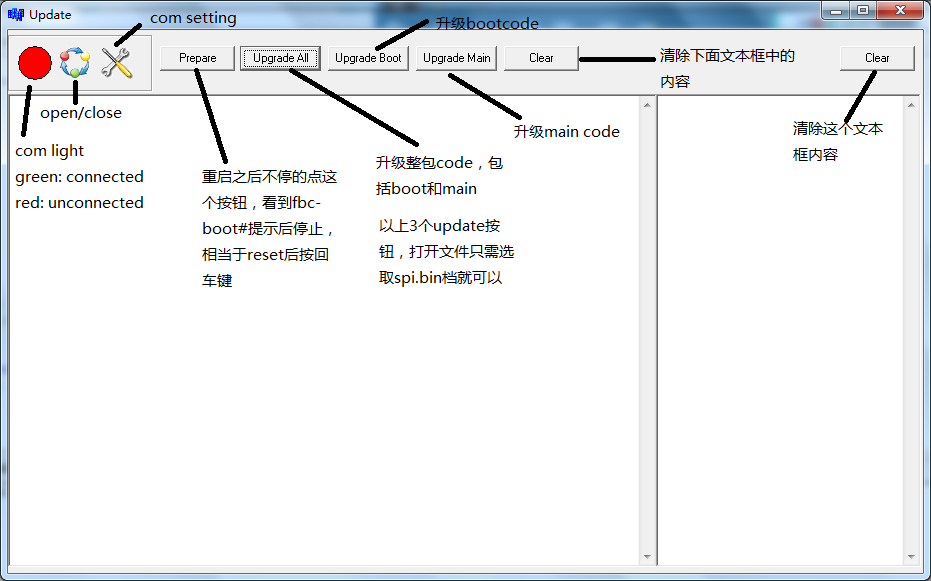 Update
com setting
升级bootcode
Prepare
Upgrade All
Upgrade Boot
Upgrade Main
Clear
清除下面文本框中的
内容
Clear
open/close
com light
green: connected
red: unconnected
重启之后不停的点这
个按钮，看到fbc-
boot#提示后停止，
相当于reset后按回
车键
升级整包code，包
括boot和main
以上3个update按
钮，打开文件只需选
取spi.bin档就可以
升级main code
清除这个文本
框内容